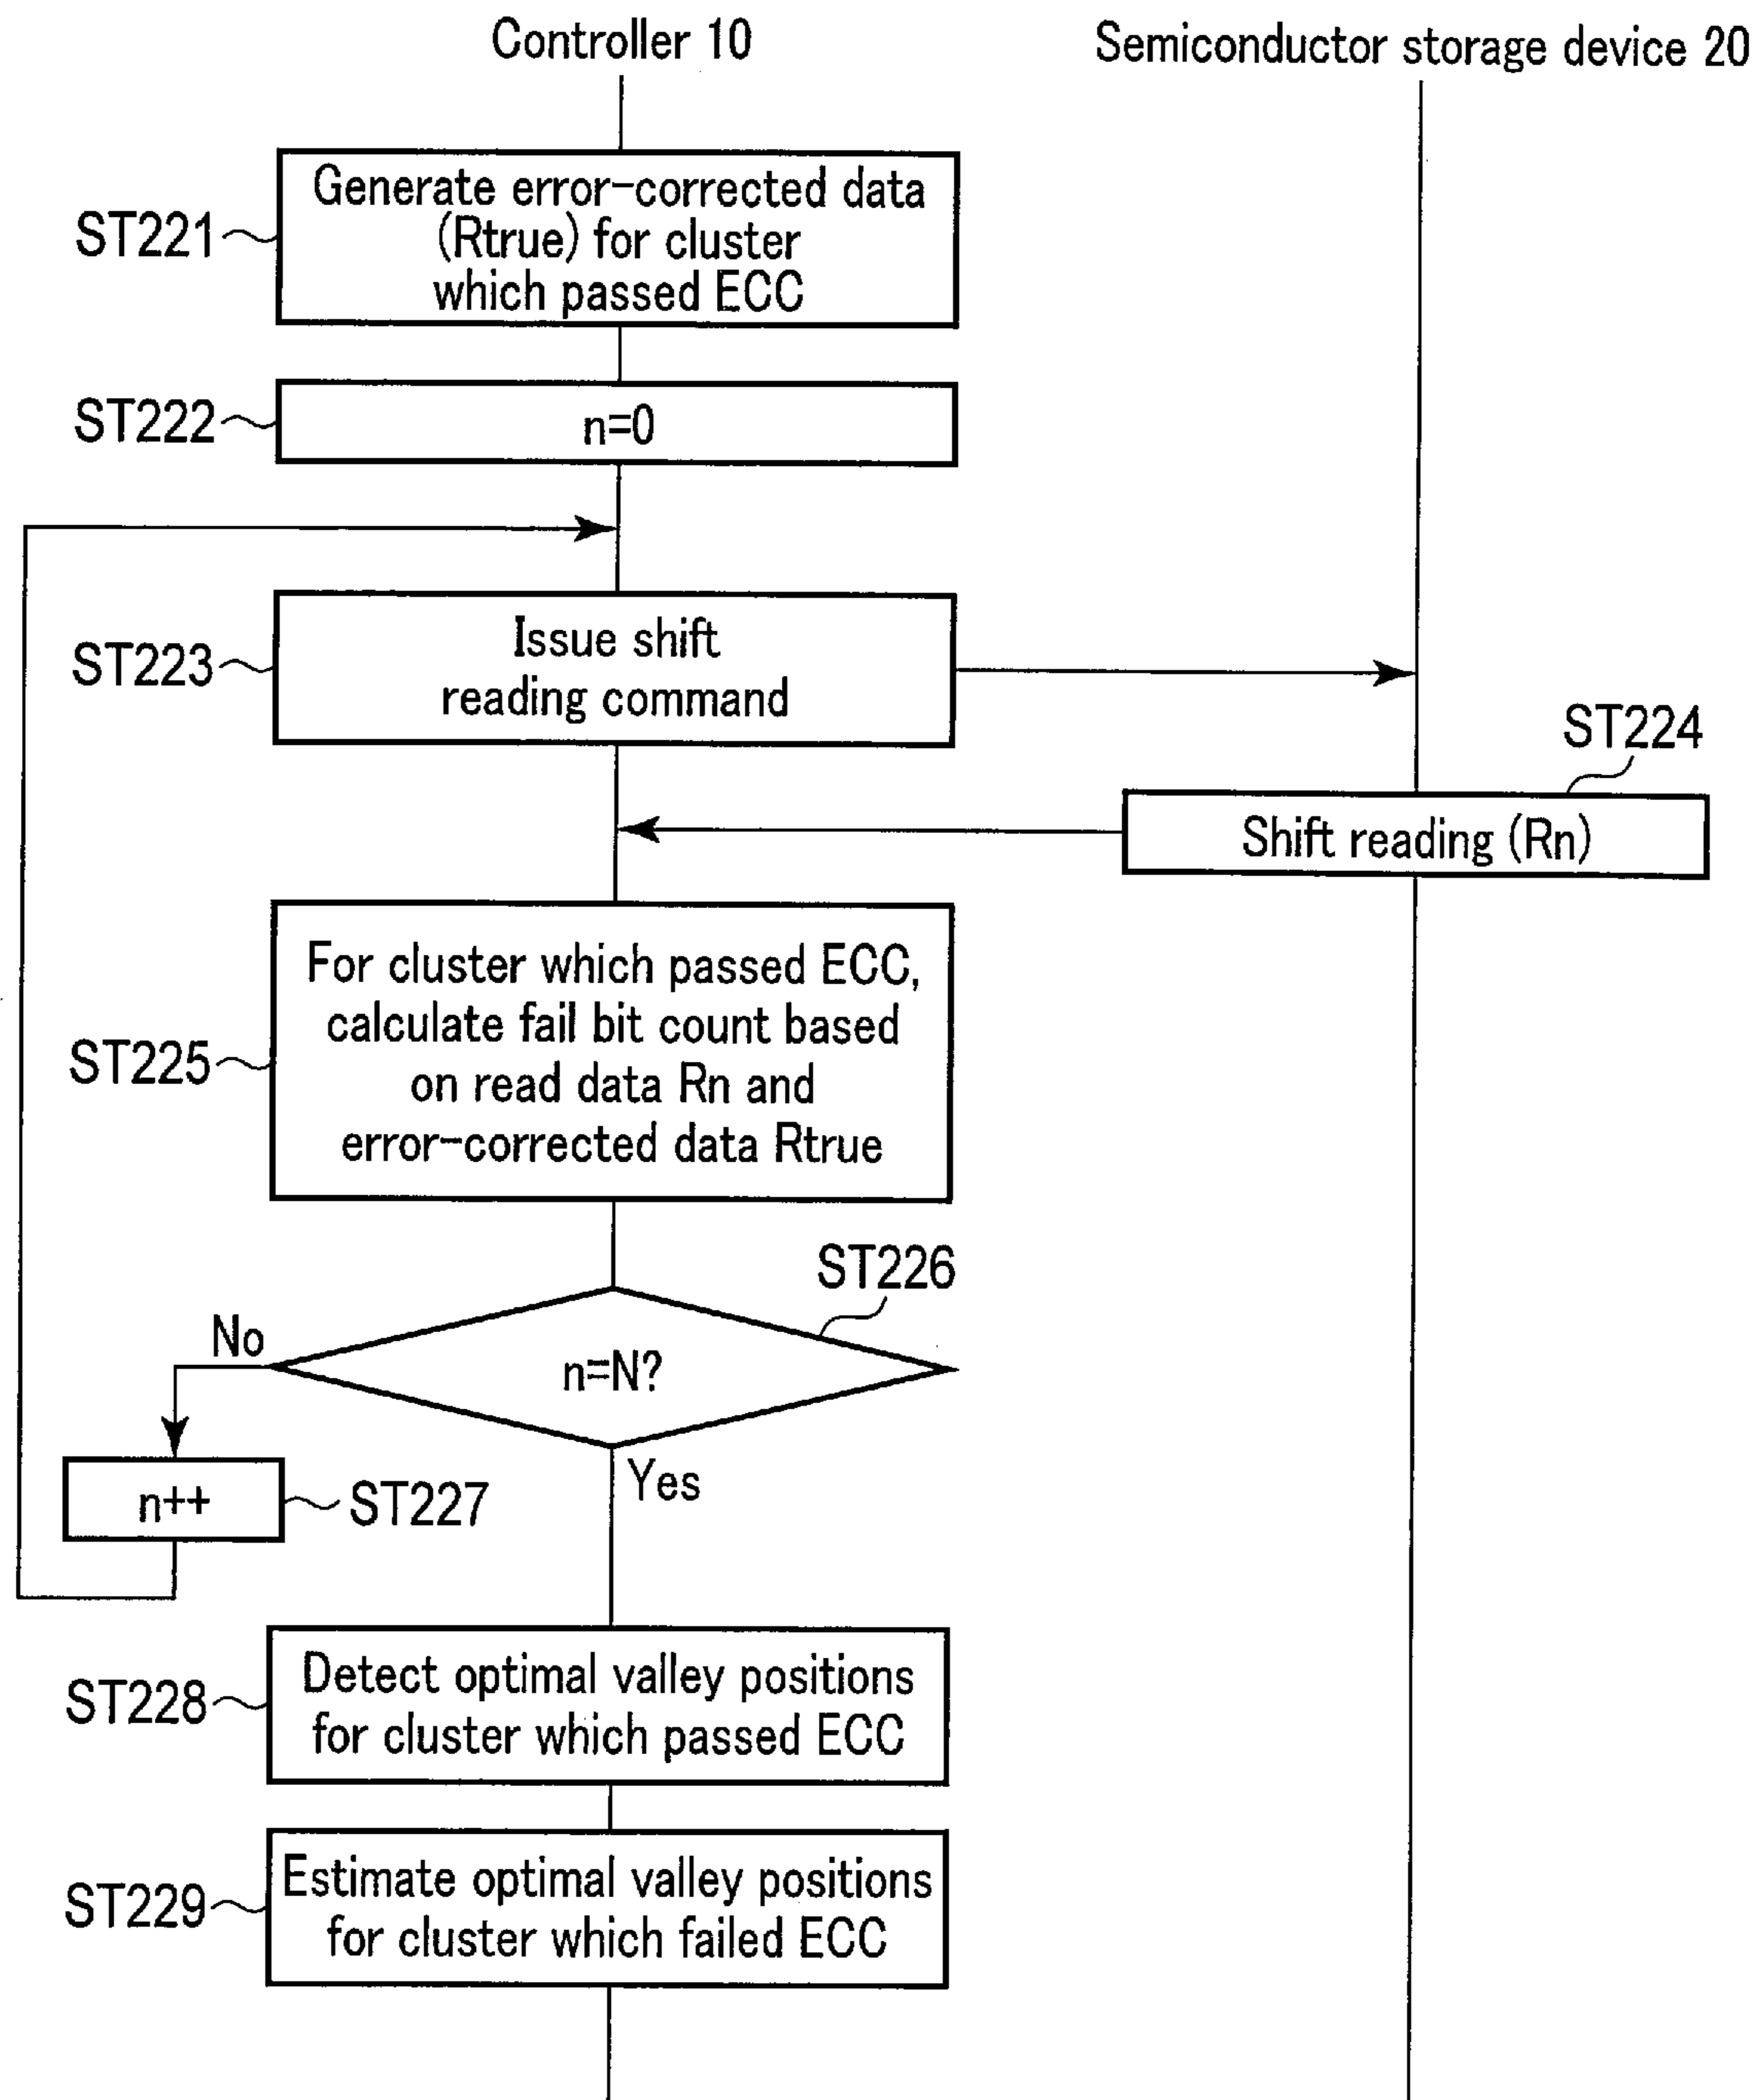 Controller 10
Semiconductor storage device 20
ST221
Generate error-corrected data
(Rtrue) for cluster
which passed ECC
ST222
n=0
ST223
Issue shift
reading command
ST224
Shift reading (Rn)
ST225
For cluster which passed ECC,
calculate fail bit count based
on read data Rn and
error-corrected data Rtrue
ST226
No
n=N?
Yes
n++
ST227
ST228
Detect optimal valley positions
for cluster which passed ECC
ST229
Estimate optimal valley positions
for cluster which failed ECC